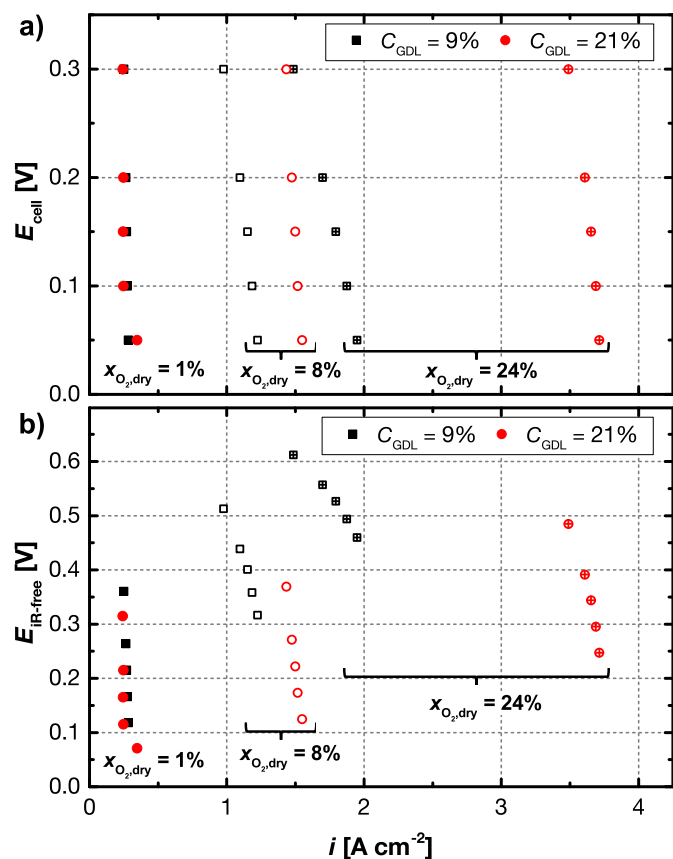 a)
C_GDL = 9% C_GDL = 21%
0.3
0.2
0.1
0.0
E_cell [V]
x_O₂,dry = 1%
x_O₂,dry = 8%
x_O₂,dry = 24%
b)
C_GDL = 9% C_GDL = 21%
0.6
0.5
0.4
0.3
0.2
0.1
0.0
E_iR-free [V]
x_O₂,dry = 24%
x_O₂,dry = 1%
x_O₂,dry = 8%
0 1 2 3 4
i [A cm⁻²]